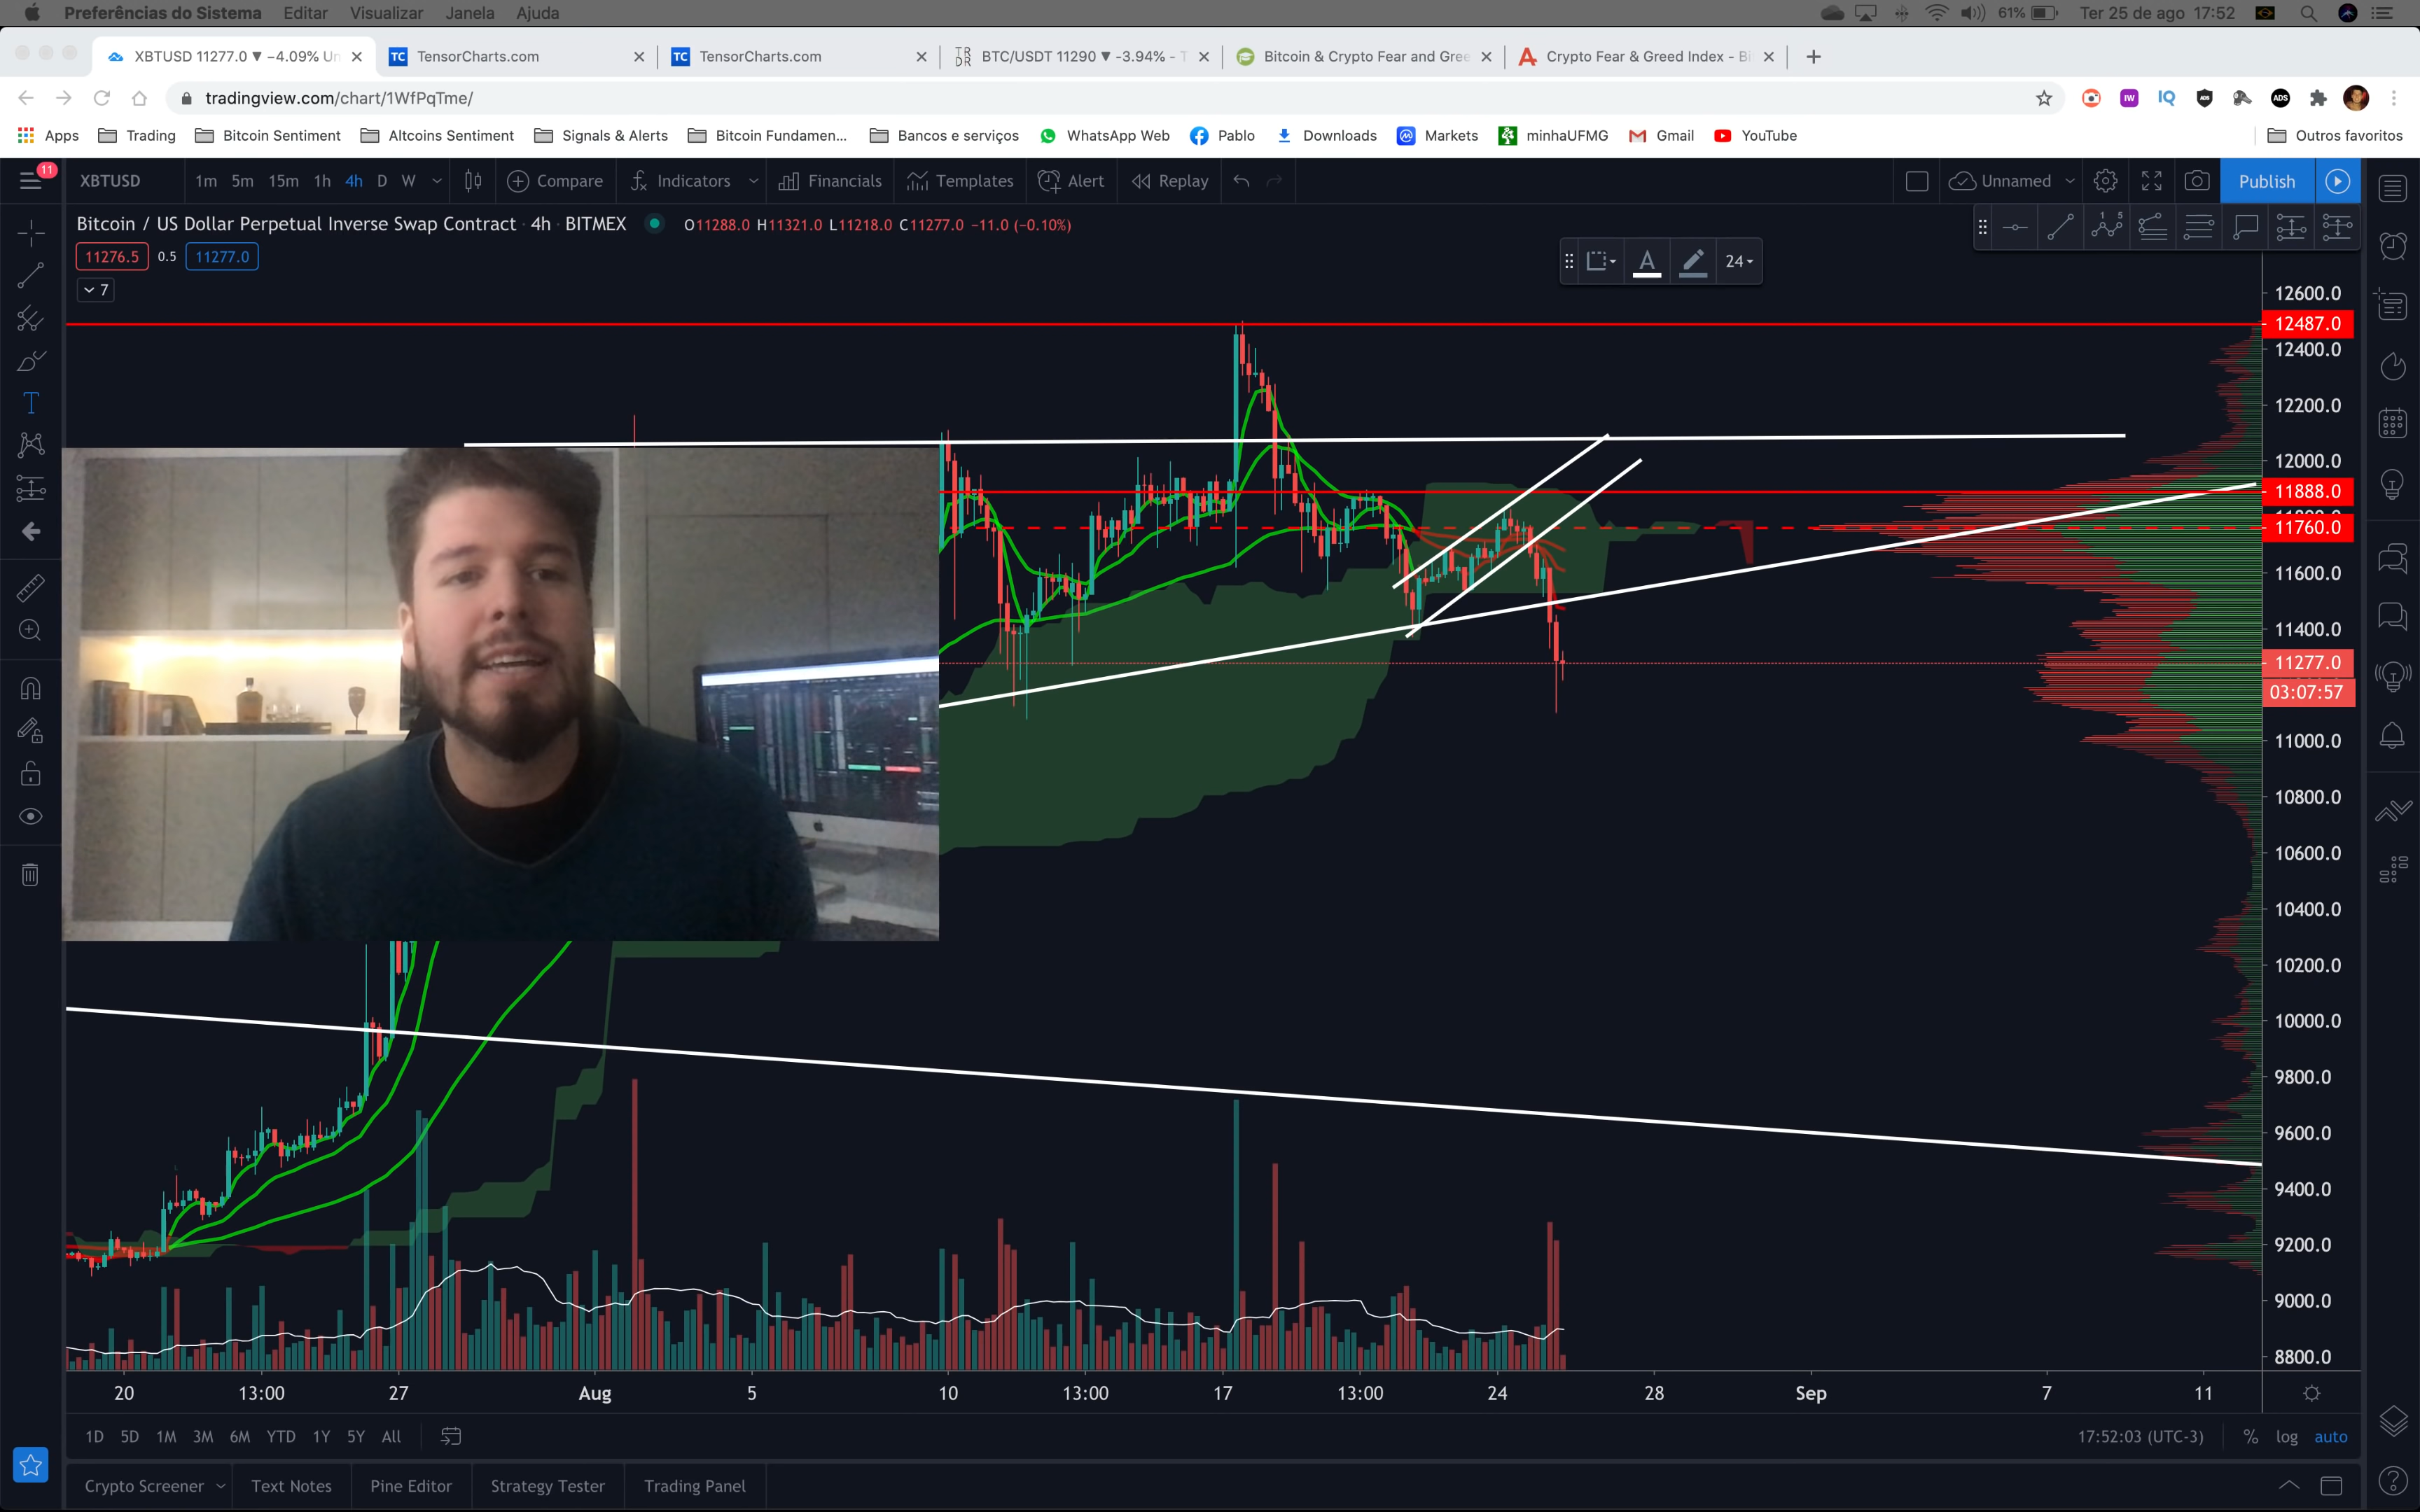 Preferências do Sistema Editar Visualizar Janela Ajuda 61% Ter 25 de ago 17:52
XBTUSD 11277.0 ▼ −4.09% Un TensorCharts.com TensorCharts.com BTC/USDT 11290 ▼ -3.94% - T Bitcoin & Crypto Fear and Gree Crypto Fear & Greed Index - Bi
tradingview.com/chart/1WfPqTme/
Apps Trading Bitcoin Sentiment Altcoins Sentiment Signals & Alerts Bitcoin Fundamen... Bancos e serviços WhatsApp Web Pablo Downloads Markets minhaUFMG Gmail YouTube Outros favoritos
11 XBTUSD 1m 5m 15m 1h 4h D W Compare Indicators Financials Templates Alert Replay Unnamed Publish
Bitcoin / US Dollar Perpetual Inverse Swap Contract · 4h · BITMEX O11288.0 H11321.0 L11218.0 C11277.0 −11.0 (−0.10%)
11276.5 0.5 11277.0
7
A 24
12600.0
12487.0
12400.0
12200.0
12000.0
11888.0
11760.0
11600.0
11400.0
11277.0
03:07:57
11000.0
10800.0
10600.0
10400.0
10200.0
10000.0
9800.0
9600.0
9400.0
9200.0
9000.0
8800.0
20 13:00 27 Aug 5 10 13:00 17 13:00 24 28 Sep 7 11
1D 5D 1M 3M 6M YTD 1Y 5Y All 17:52:03 (UTC-3) % log auto
Crypto Screener Text Notes Pine Editor Strategy Tester Trading Panel